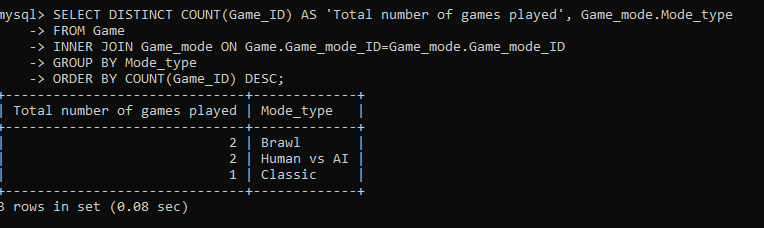 mysql> SELECT DISTINCT COUNT(Game_ID) AS 'Total number of games played', Game_mode.Mode_type
    -> FROM Game
    -> INNER JOIN Game_mode ON Game.Game_mode_ID=Game_mode.Game_mode_ID
    -> GROUP BY Mode_type
    -> ORDER BY COUNT(Game_ID) DESC;
+------------------------------+-------------+
| Total number of games played | Mode_type   |
+------------------------------+-------------+
|                            2 | Brawl       |
|                            2 | Human vs AI |
|                            1 | Classic     |
+------------------------------+-------------+
3 rows in set (0.08 sec)